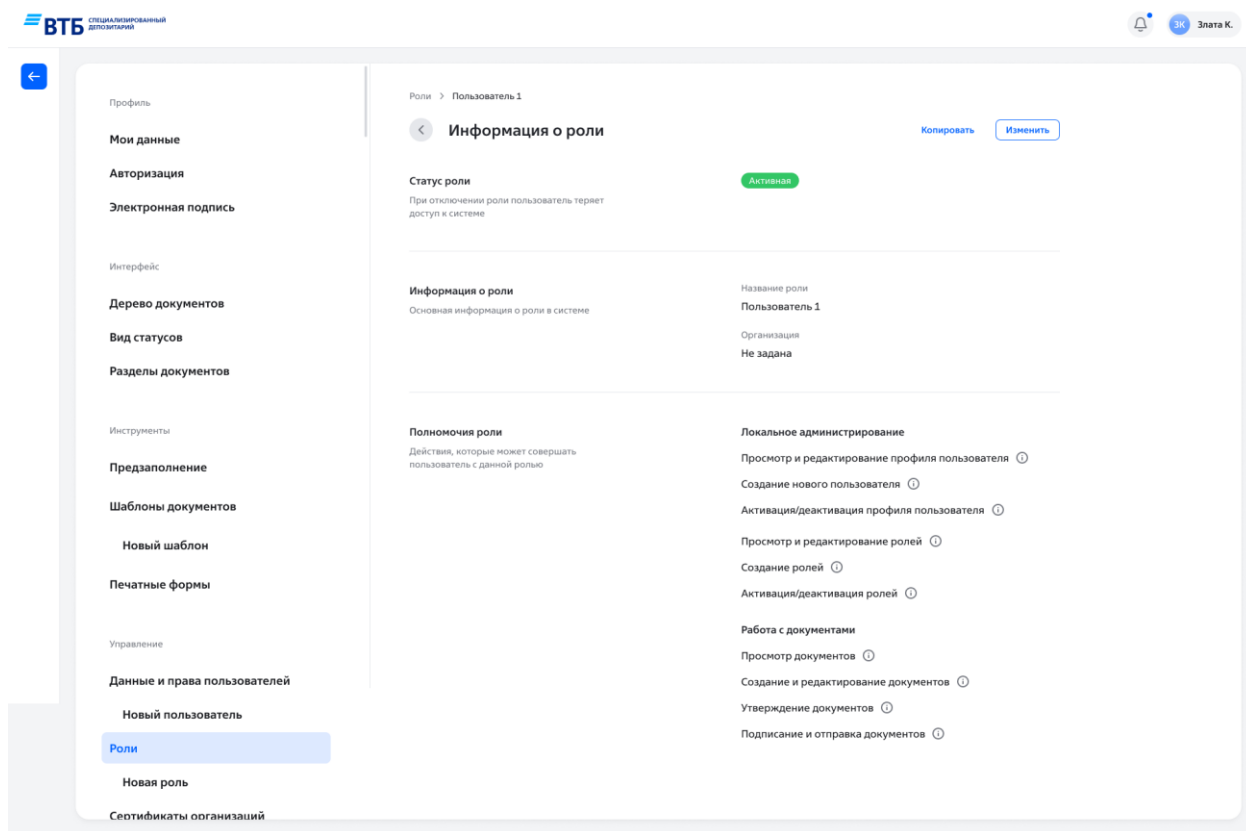 ВТБ СПЕЦИАЛИЗИРОВАННЫЙ
ДЕПОЗИТАРИЙ
ЗК Злата К.
Профиль
Мои данные
Авторизация
Электронная подпись
Интерфейс
Дерево документов
Вид статусов
Разделы документов
Инструменты
Предзаполнение
Шаблоны документов
Новый шаблон
Печатные формы
Управление
Данные и права пользователей
Новый пользователь
Роли
Новая роль
Сертификаты организаций
Роли > Пользователь 1
Информация о роли
Копировать
Изменить
Статус роли
При отключении роли пользователь теряет
доступ к системе
Активная
Информация о роли
Основная информация о роли в системе
Название роли
Пользователь 1
Организация
Не задана
Полномочия роли
Действия, которые может совершать
пользователь с данной ролью
Локальное администрирование
Просмотр и редактирование профиля пользователя
Создание нового пользователя
Активация/деактивация профиля пользователя
Просмотр и редактирование ролей
Создание ролей
Активация/деактивация ролей
Работа с документами
Просмотр документов
Создание и редактирование документов
Утверждение документов
Подписание и отправка документов